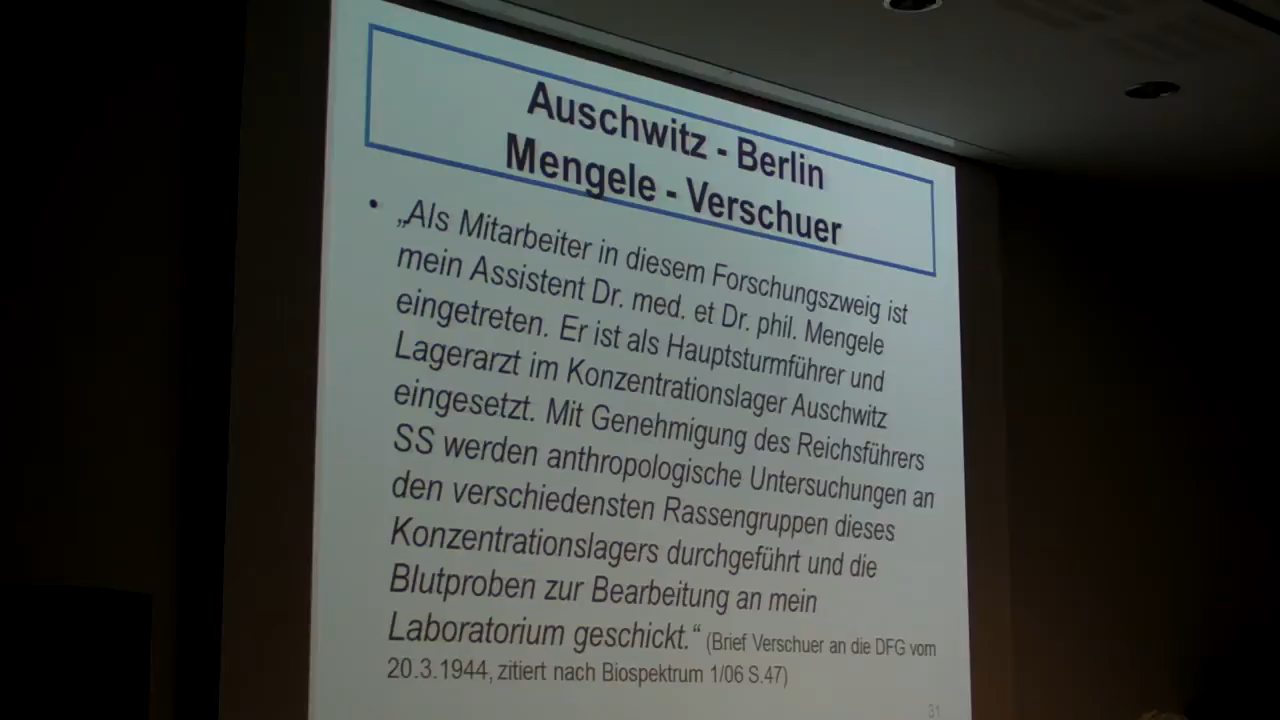 Auschwitz - Berlin
Mengele - Verschuer
• „Als Mitarbeiter in diesem Forschungszweig ist
mein Assistent Dr. med. et Dr. phil. Mengele
eingetreten. Er ist als Hauptsturmführer und
Lagerarzt im Konzentrationslager Auschwitz
eingesetzt. Mit Genehmigung des Reichsführers
SS werden anthropologische Untersuchungen an
den verschiedensten Rassengruppen dieses
Konzentrationslagers durchgeführt und die
Blutproben zur Bearbeitung an mein
Laboratorium geschickt.“ (Brief Verschuer an die DFG vom
20.3.1944, zitiert nach Biospektrum 1/06 S.47)
31